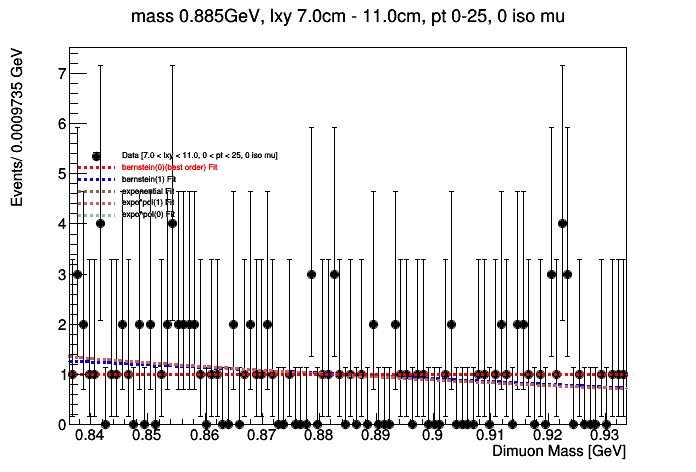 mass 0.885GeV, lxy 7.0cm - 11.0cm, pt 0-25, 0 iso mu
Events/ 0.0009735 GeV
7
6
5
4
3
2
1
0
Data [7.0 < lxy < 11.0, 0 < pt < 25, 0 iso mu]
bernstein(0)(best order) Fit
bernstein(1) Fit
exponential Fit
expo*pol(1) Fit
expo*pol(0) Fit
0.84 0.85 0.86 0.87 0.88 0.89 0.9 0.91 0.92 0.93
Dimuon Mass [GeV]